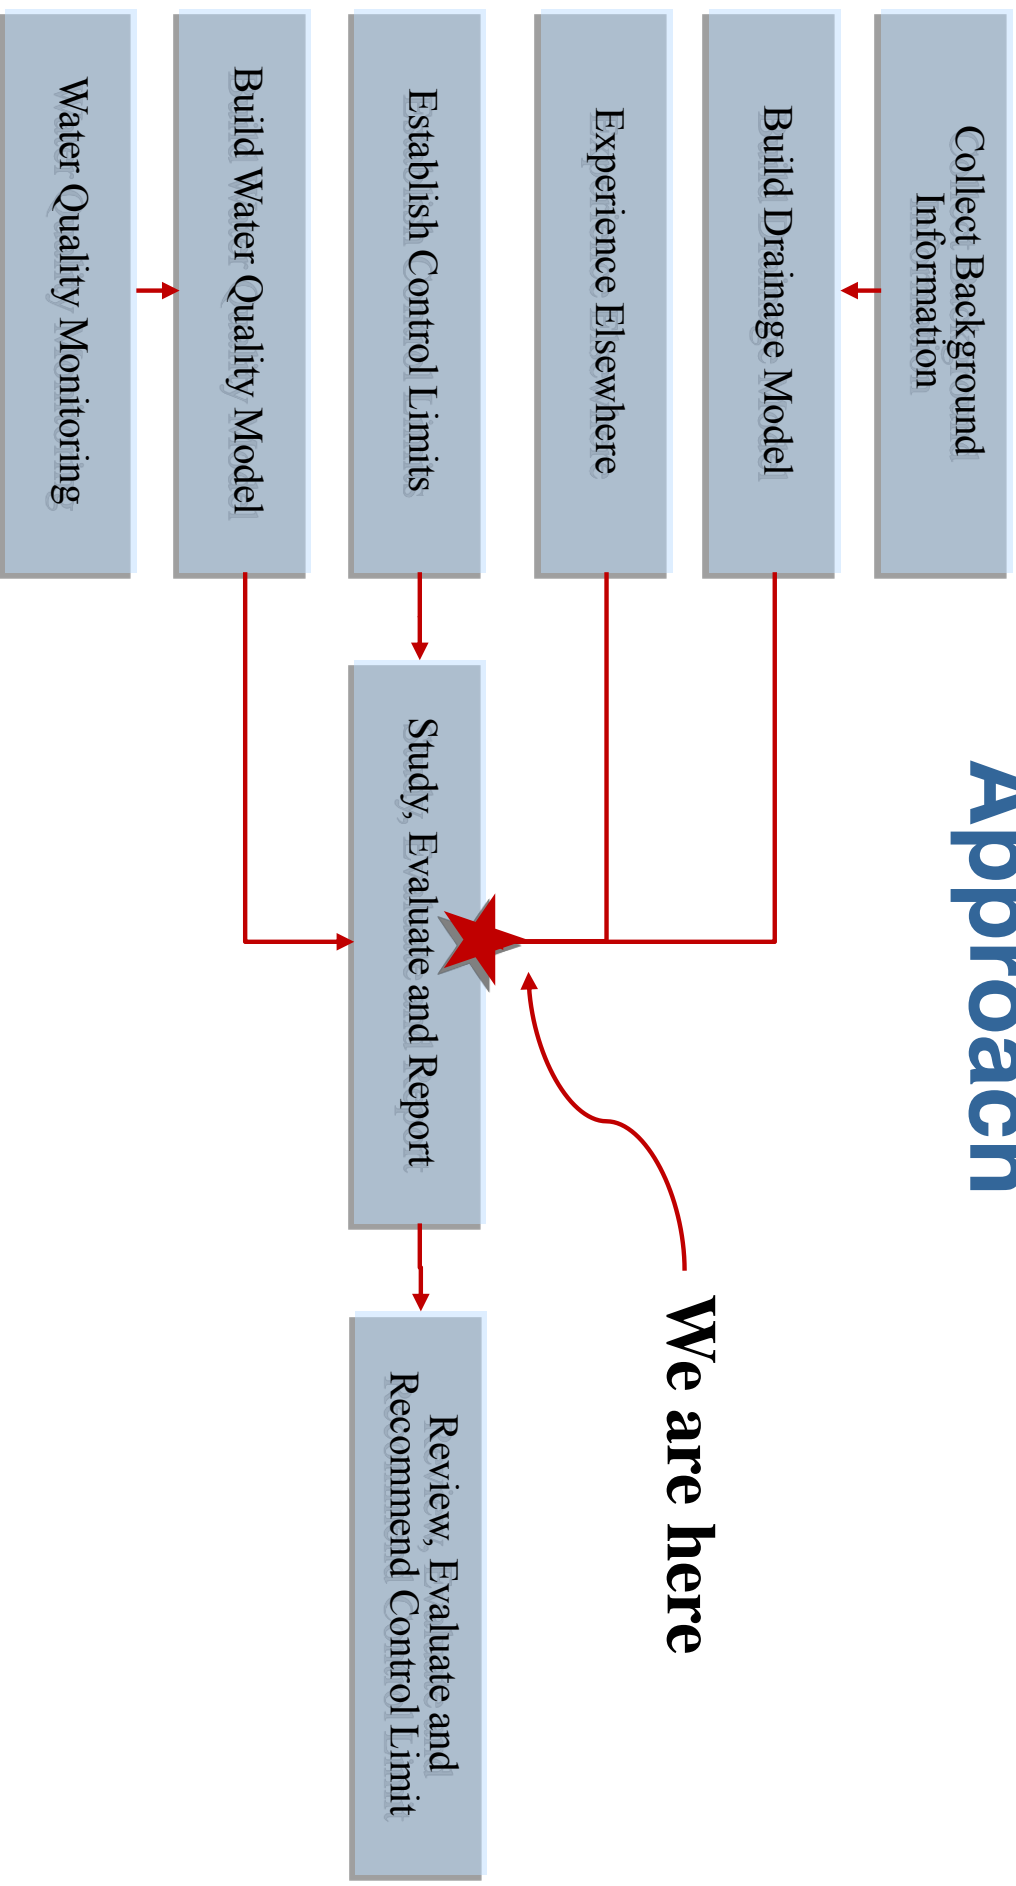 Approach
Collect Background
Information
Build Drainage Model
Experience Elsewhere
Establish Control Limits
Build Water Quality Model
Water Quality Monitoring
Study, Evaluate and Report
We are here
Review, Evaluate and
Recommend Control Limit